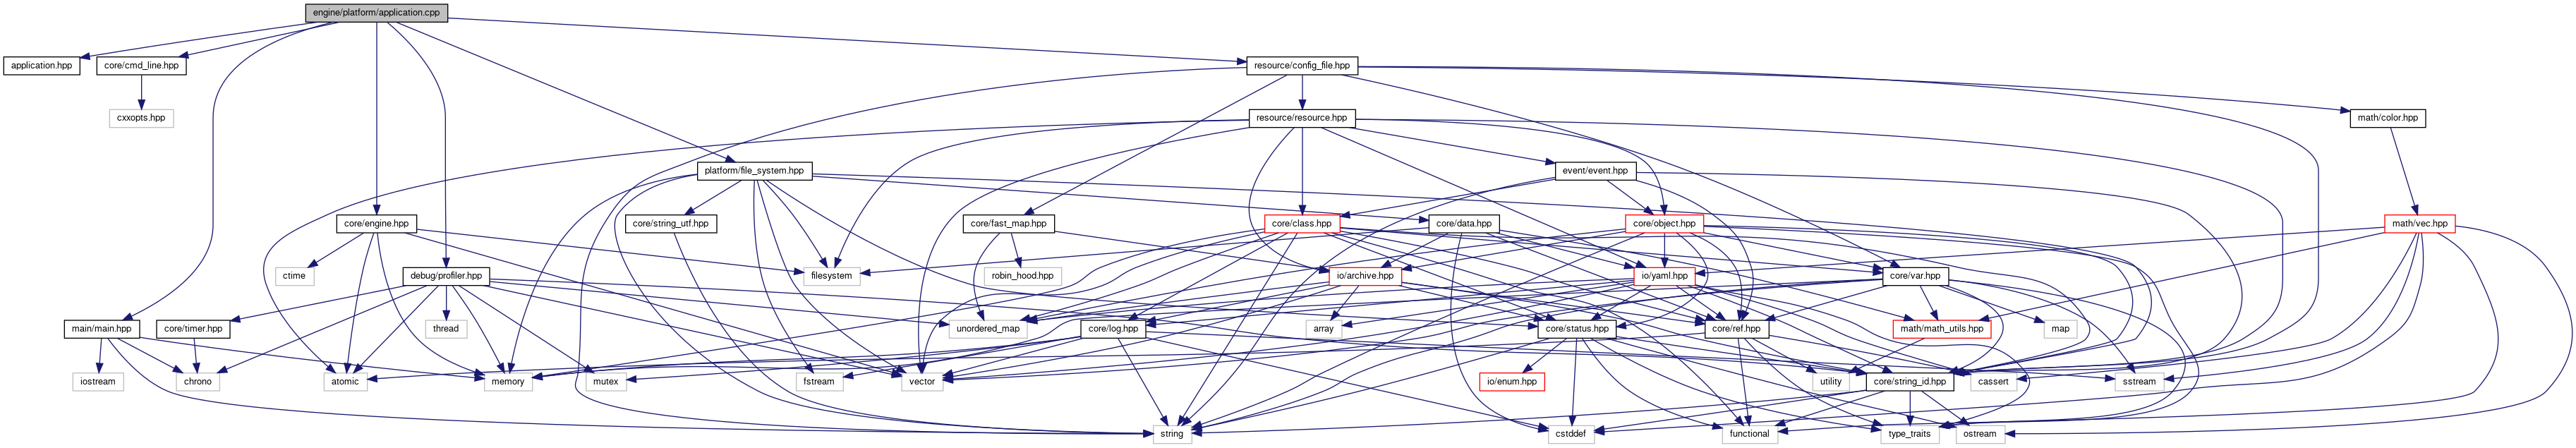 engine/platform/application.cpp
application.hpp
core/cmd_line.hpp
resource/config_file.hpp
cxxopts.hpp
resource/resource.hpp
math/color.hpp
platform/file_system.hpp
event/event.hpp
core/engine.hpp
core/string_utf.hpp
core/fast_map.hpp
core/class.hpp
core/data.hpp
core/object.hpp
math/vec.hpp
ctime
debug/profiler.hpp
filesystem
robin_hood.hpp
io/archive.hpp
io/yaml.hpp
core/var.hpp
main/main.hpp
core/timer.hpp
thread
unordered_map
core/log.hpp
array
core/status.hpp
core/ref.hpp
math/math_utils.hpp
map
iostream
chrono
atomic
memory
mutex
fstream
vector
io/enum.hpp
utility
core/string_id.hpp
cassert
sstream
string
cstddef
functional
type_traits
ostream